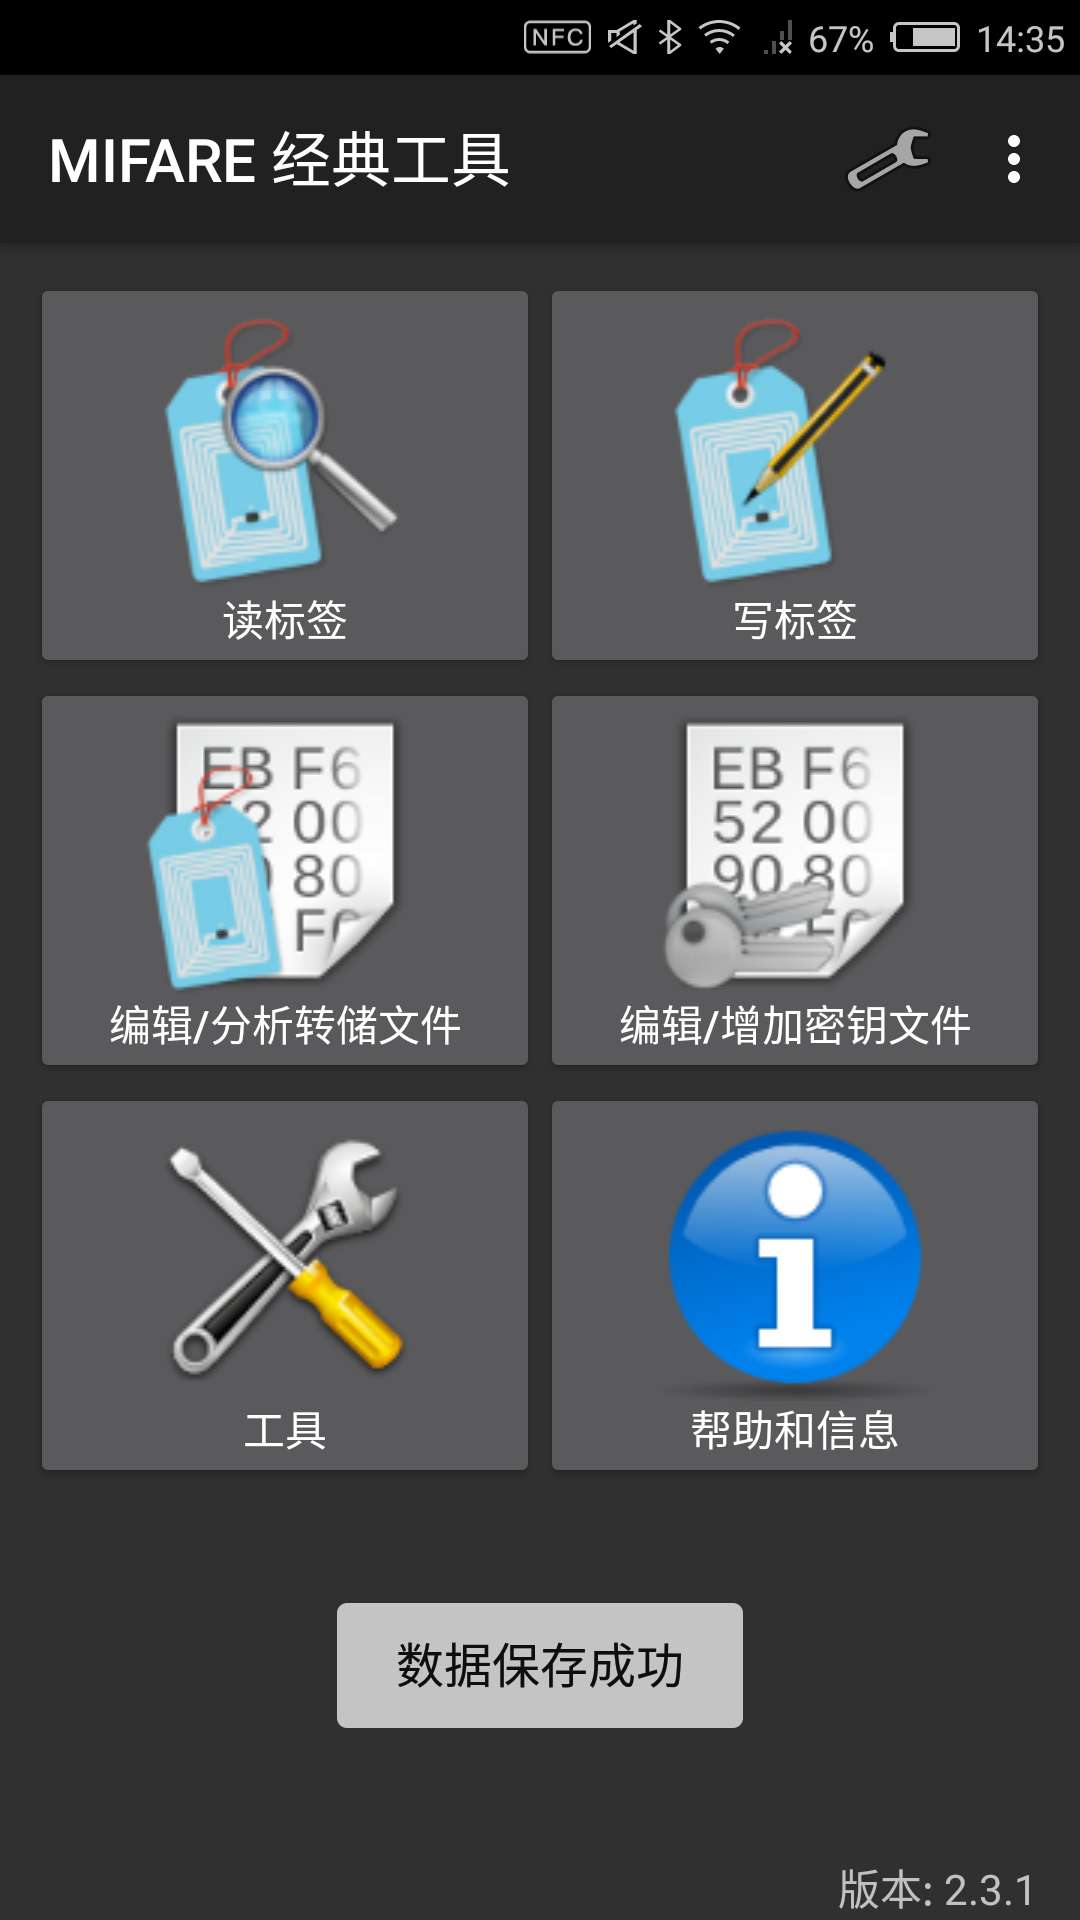 NFC 67% 14:35
MIFARE 经典工具
读标签
写标签
EB F6
52 00
90 80
编辑/分析转储文件
EB F6
52 00
90 80
编辑/增加密钥文件
工具
帮助和信息
数据保存成功
版本: 2.3.1